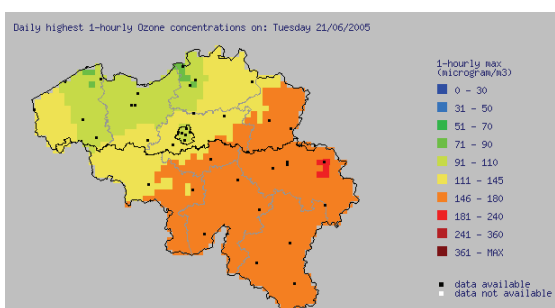 Daily highest 1-hourly Ozone concentrations on: Tuesday 21/06/2005
1-hourly max
(microgram/m3)
0 - 30
31 - 50
51 - 70
71 - 90
91 - 110
111 - 145
146 - 180
181 - 240
241 - 360
361 - MAX
data available
data not available